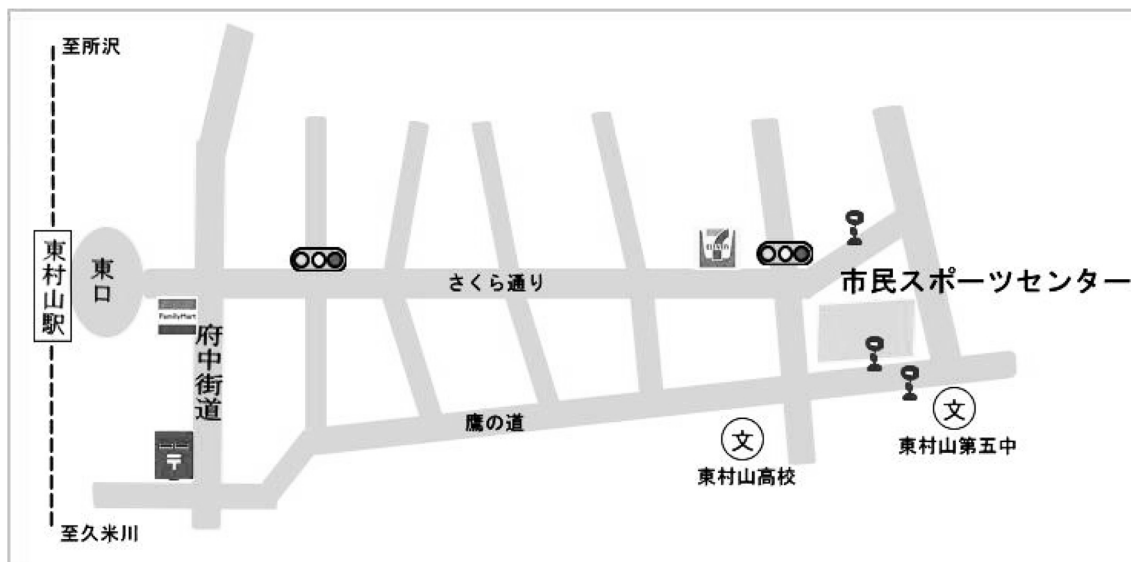 至所沢
東村山駅
東口
さくら通り
市民スポーツセンター
FamilyMart
府中街道
鷹の道
文
東村山高校
文
東村山第五中
〒
至久米川